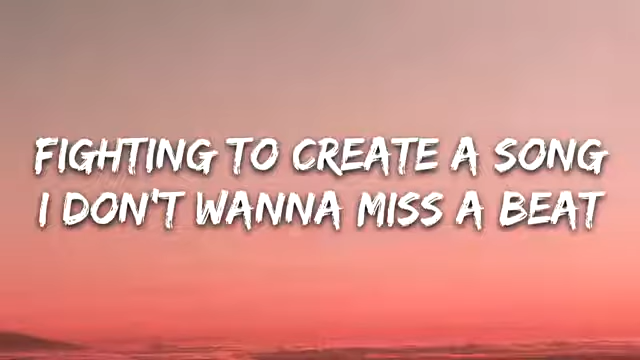 FIGHTING TO CREATE A SONG
I DON'T WANNA MISS A BEAT